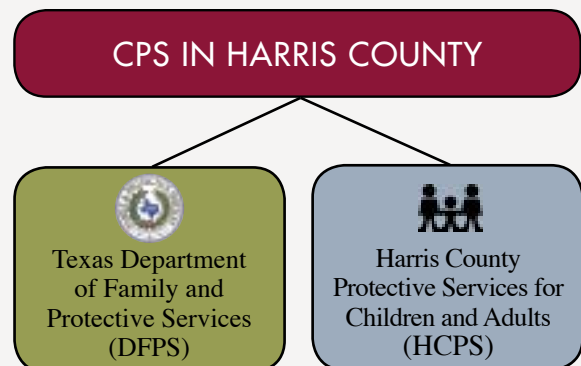 CPS IN HARRIS COUNTY
Texas Department
of Family and
Protective Services
(DFPS)
Harris County
Protective Services for
Children and Adults
(HCPS)